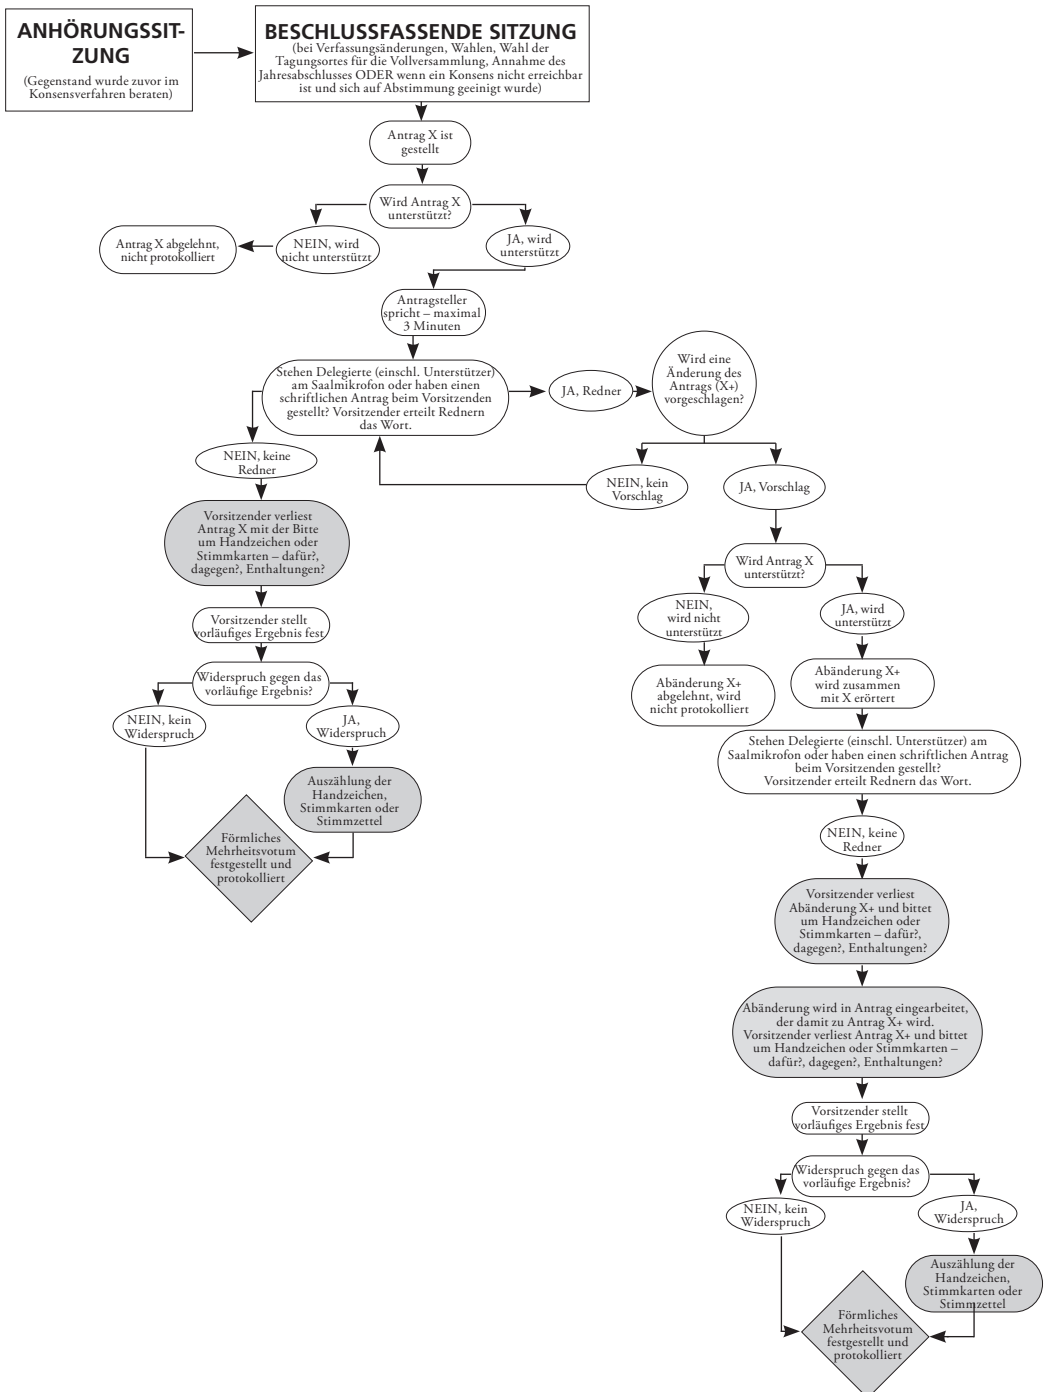 ANHÖRUNGSSIT-
ZUNG
(Gegenstand wurde zuvor im
Konsensverfahren beraten)
BESCHLUSSFASSENDE SITZUNG
(bei Verfassungsänderungen, Wahlen, Wahl der
Tagungsortes für die Vollversammlung, Annahme des
Jahresabschlusses ODER wenn ein Konsens nicht erreichbar
ist und sich auf Abstimmung geeinigt wurde)
Antrag X ist
gestellt
Wird Antrag X
unterstützt?
Antrag X abgelehnt,
nicht protokolliert
NEIN, wird
nicht unterstützt
JA, wird
unterstützt
Antragsteller
spricht – maximal
3 Minuten
Stehen Delegierte (einschl. Unterstützer)
am Saalmikrofon oder haben einen
schriftlichen Antrag beim Vorsitzenden
gestellt? Vorsitzender erteilt Rednern
das Wort.
JA, Redner
Wird eine
Änderung des
Antrags (X+)
vorgeschlagen?
NEIN, keine
Redner
NEIN, kein
Vorschlag
JA, Vorschlag
Vorsitzender verliest
Antrag X mit der Bitte
um Handzeichen oder
Stimmkarten – dafür?,
dagegen?, Enthaltungen?
Vorsitzender stellt
vorläufiges Ergebnis fest
Widerspruch gegen das
vorläufige Ergebnis?
NEIN, kein
Widerspruch
JA,
Widerspruch
Auszählung der
Handzeichen,
Stimmkarten oder
Stimmzettel
Förmliches
Mehrheitsvotum
festgestellt und
protokolliert
Wird Antrag X
unterstützt?
NEIN,
wird nicht
unterstützt
JA, wird
unterstützt
Abänderung X+
abgelehnt, wird
nicht protokolliert
Abänderung X+
wird zusammen
mit X erörtert
Stehen Delegierte (einschl. Unterstützer) am
Saalmikrofon oder haben einen schriftlichen Antrag
beim Vorsitzenden gestellt?
Vorsitzender erteilt Rednern das Wort.
NEIN, keine
Redner
Vorsitzender verliest
Abänderung X+ und bittet
um Handzeichen oder
Stimmkarten – dafür?,
dagegen?, Enthaltungen?
Abänderung wird in Antrag eingearbeitet,
der damit zu Antrag X+ wird.
Vorsitzender verliest Antrag X+ und bittet
um Handzeichen oder Stimmkarten –
dafür?, dagegen?, Enthaltungen?
Vorsitzender stellt
vorläufiges Ergebnis fest
Widerspruch gegen das
vorläufige Ergebnis?
NEIN, kein
Widerspruch
JA,
Widerspruch
Auszählung der
Handzeichen,
Stimmkarten oder
Stimmzettel
Förmliches
Mehrheitsvotum
festgestellt und
protokolliert